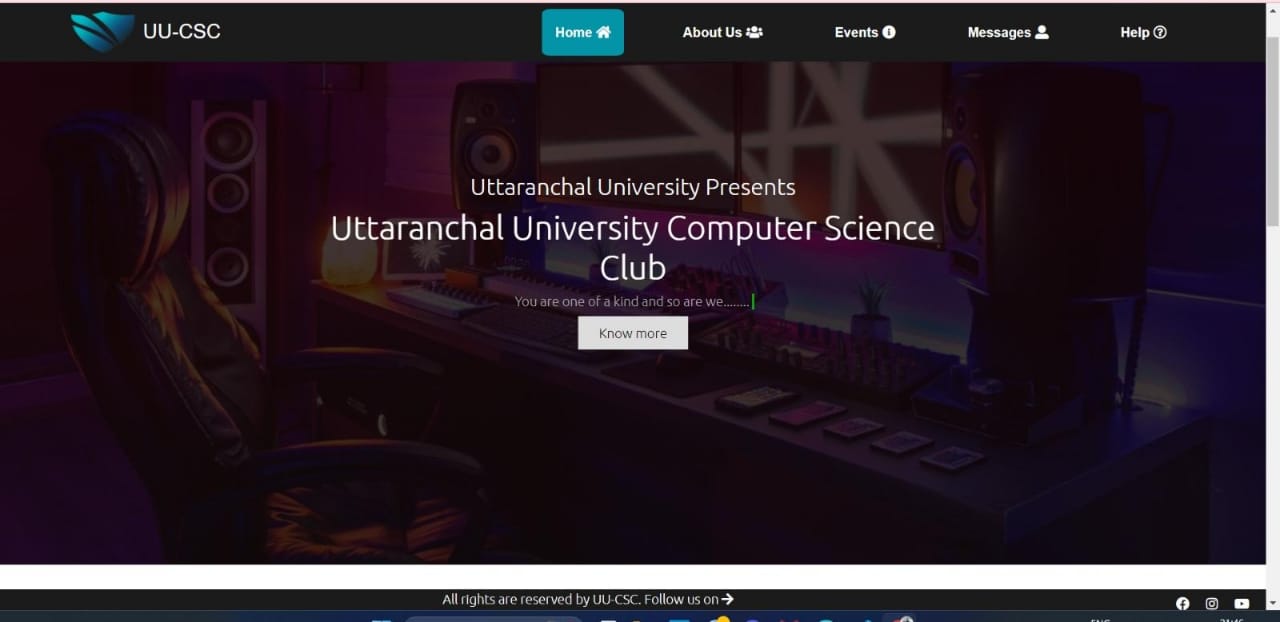 UU-CSC
Home
About Us
Events
Messages
Help
Uttaranchal University Presents
Uttaranchal University Computer Science
Club
You are one of a kind and so are we........
Know more
All rights are reserved by UU-CSC. Follow us on